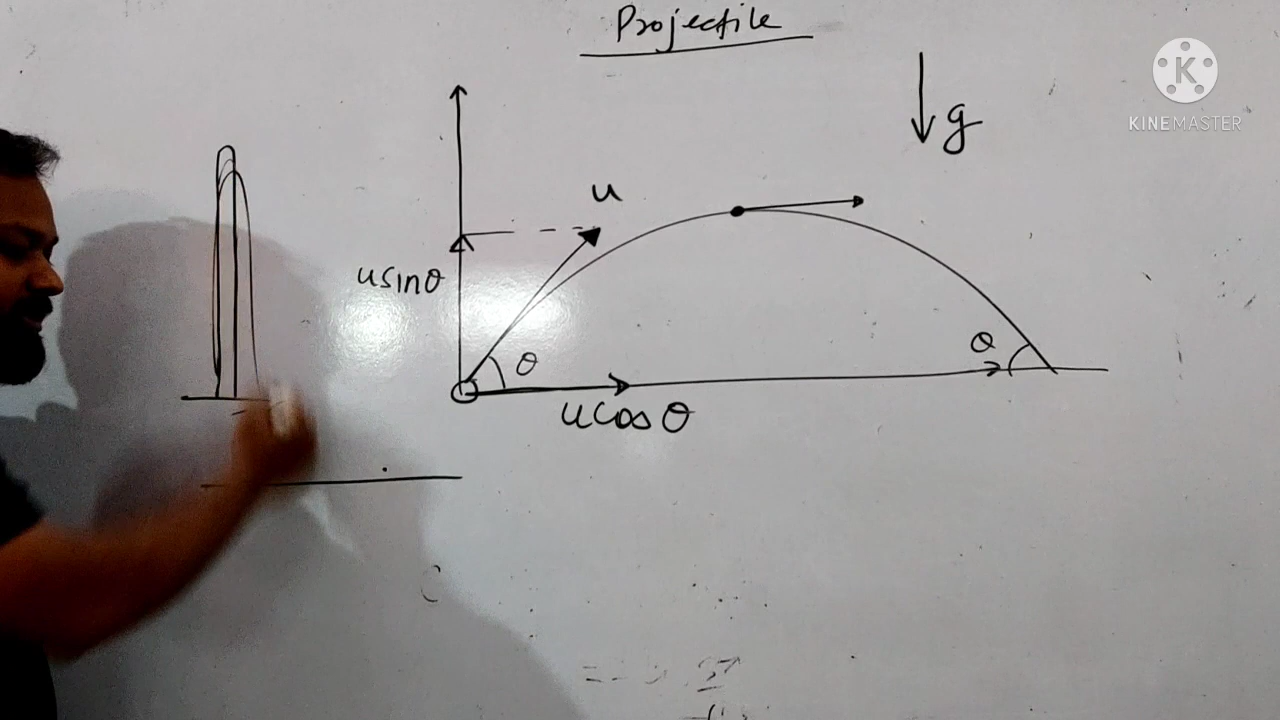 Projectile
K
KINEMASTER
g
u
usinθ
θ
θ
ucosθ